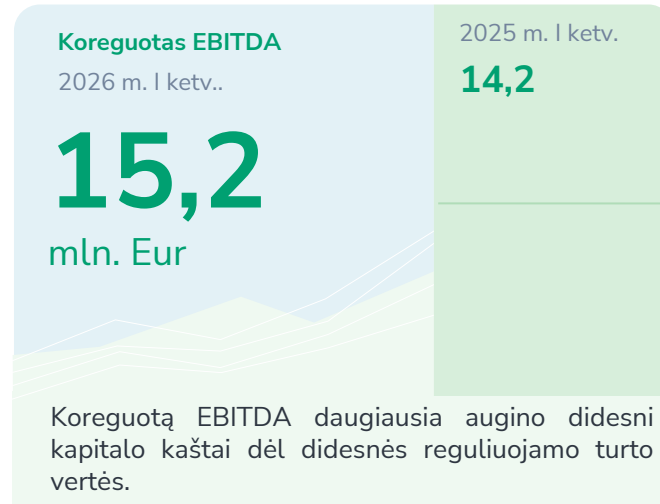 Koreguotas EBITDA
2026 m. I ketv..
15,2
mln. Eur
2025 m. I ketv.
14,2
Koreguotą EBITDA daugiausia augino didesni
kapitalo kaštai dėl didesnės reguliuojamo turto
vertės.